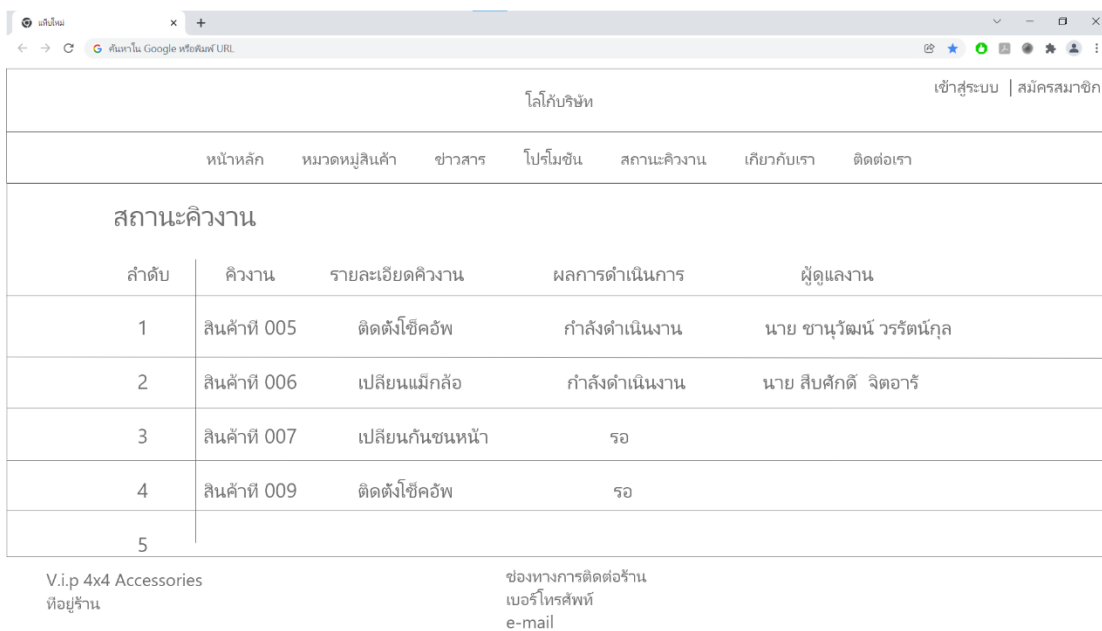 แท็บใหม่
ค้นหาใน Google หรือพิมพ์ URL
เข้าสู่ระบบ | สมัครสมาชิก
โลโก้บริษัท
หน้าหลัก หมวดหมู่สินค้า ข่าวสาร โปรโมชัน สถานะคิวงาน เกี่ยวกับเรา ติดต่อเรา
สถานะคิวงาน
ลำดับ คิวงาน รายละเอียดคิวงาน ผลการดำเนินการ ผู้ดูแลงาน
1 สินค้าที่ 005 ติดตั้งโช็คอัพ กำลังดำเนินงาน นาย ชานุวัฒน์ วรรัตน์กุล
2 สินค้าที่ 006 เปลี่ยนแม็กล้อ กำลังดำเนินงาน นาย สืบศักดิ์ จิตอารี
3 สินค้าที่ 007 เปลี่ยนกันชนหน้า รอ
4 สินค้าที่ 009 ติดตั้งโช็คอัพ รอ
5
V.i.p 4x4 Accessories
ที่อยู่ร้าน
ช่องทางการติดต่อร้าน
เบอร์โทรศัพท์
e-mail